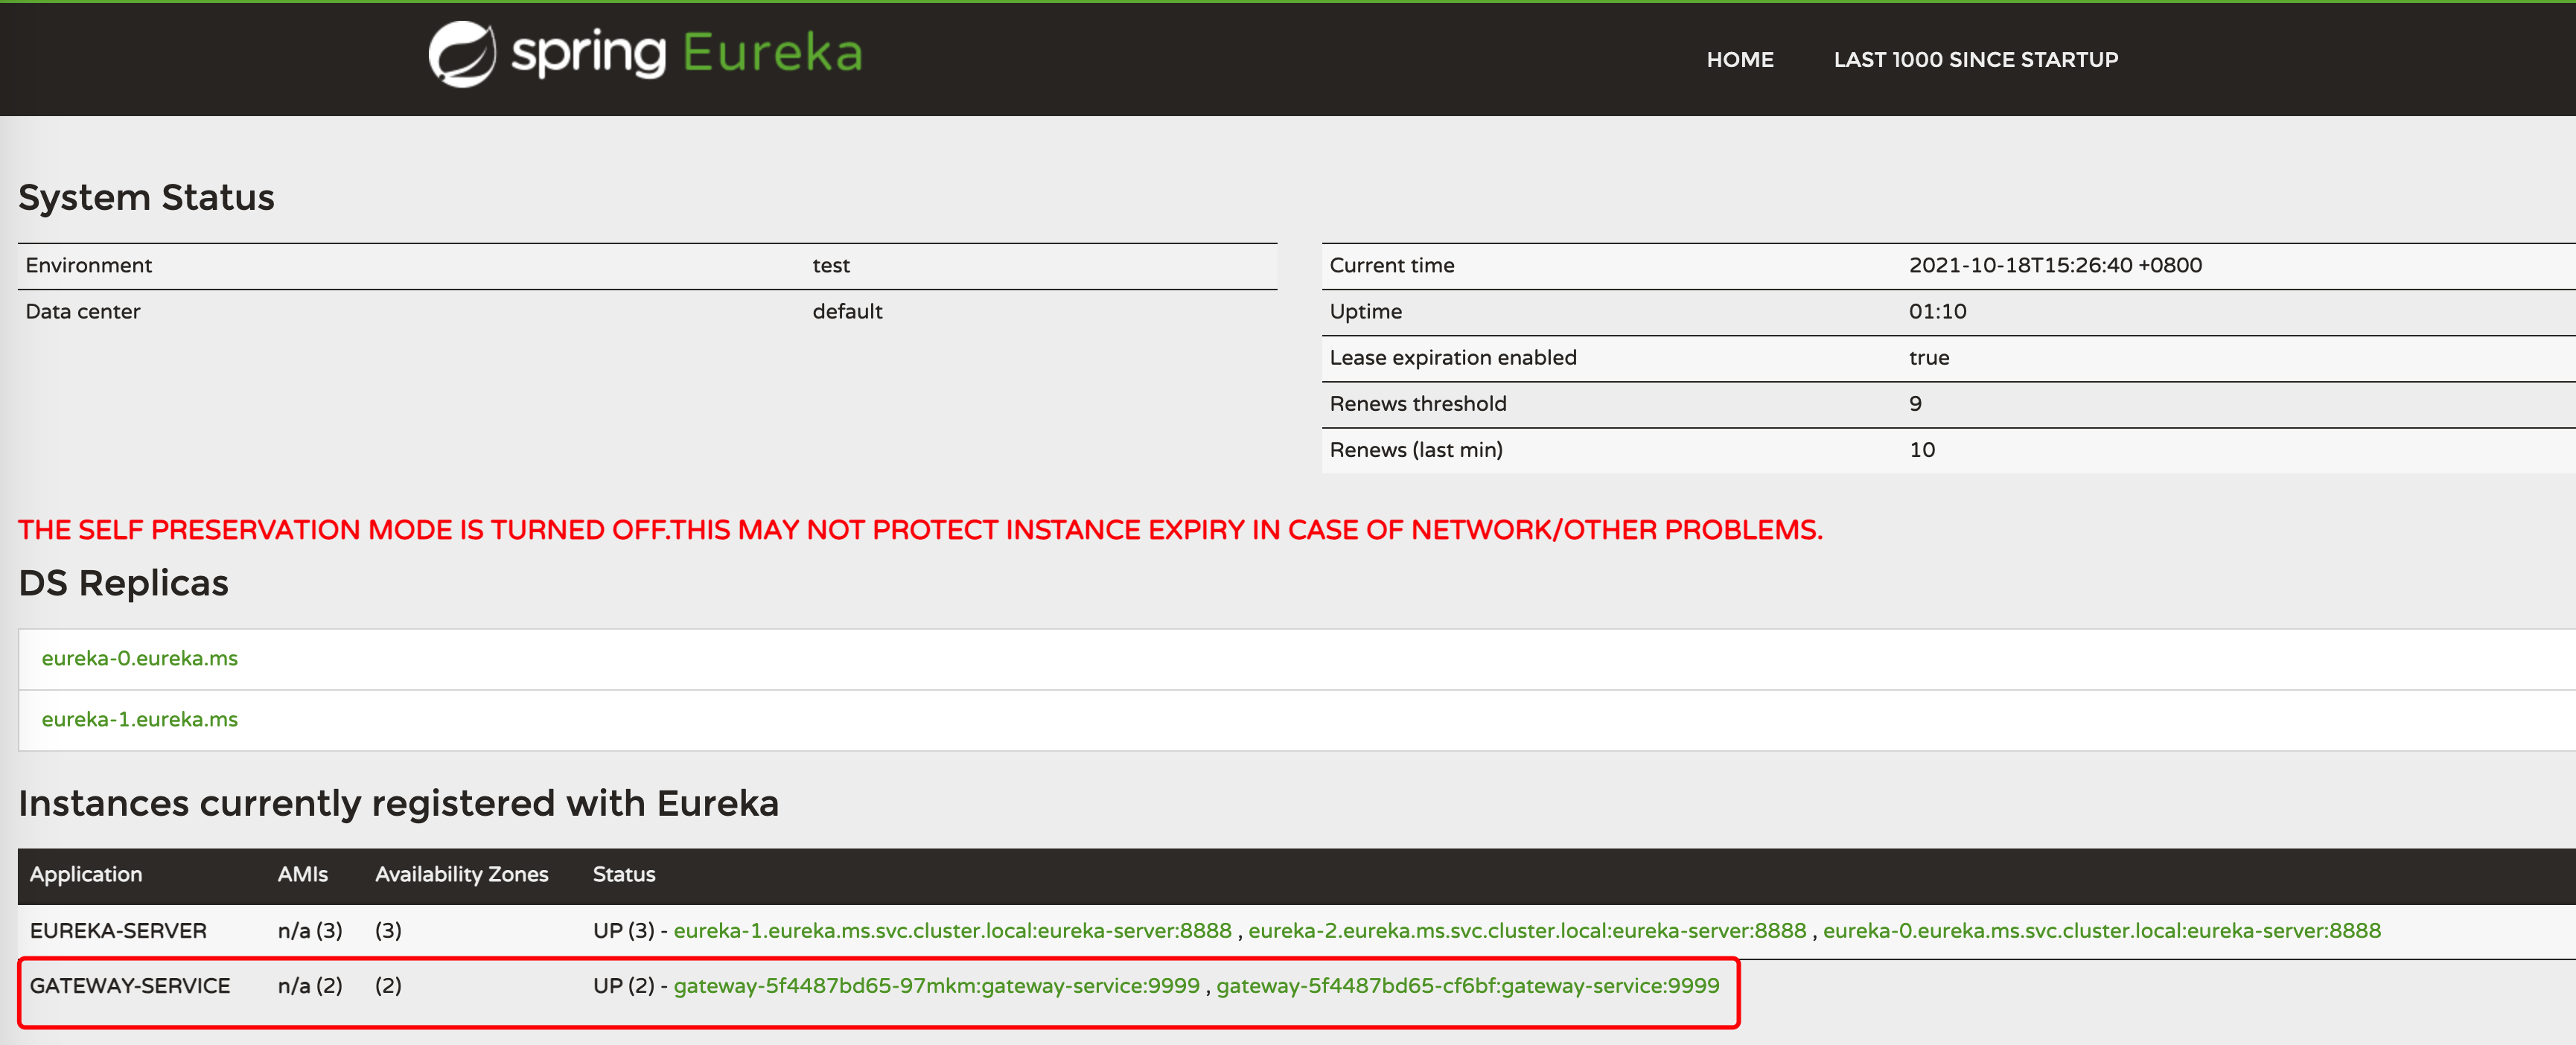 spring Eureka
HOME LAST 1000 SINCE STARTUP
System Status
Environment test
Data center default
Current time 2021-10-18T15:26:40 +0800
Uptime 01:10
Lease expiration enabled true
Renews threshold 9
Renews (last min) 10
THE SELF PRESERVATION MODE IS TURNED OFF.THIS MAY NOT PROTECT INSTANCE EXPIRY IN CASE OF NETWORK/OTHER PROBLEMS.
DS Replicas
eureka-0.eureka.ms
eureka-1.eureka.ms
Instances currently registered with Eureka
Application AMIs Availability Zones Status
EUREKA-SERVER n/a (3) (3) UP (3) - eureka-1.eureka.ms.svc.cluster.local:eureka-server:8888 , eureka-2.eureka.ms.svc.cluster.local:eureka-server:8888 , eureka-0.eureka.ms.svc.cluster.local:eureka-server:8888
GATEWAY-SERVICE n/a (2) (2) UP (2) - gateway-5f4487bd65-97mkm:gateway-service:9999 , gateway-5f4487bd65-cf6bf:gateway-service:9999